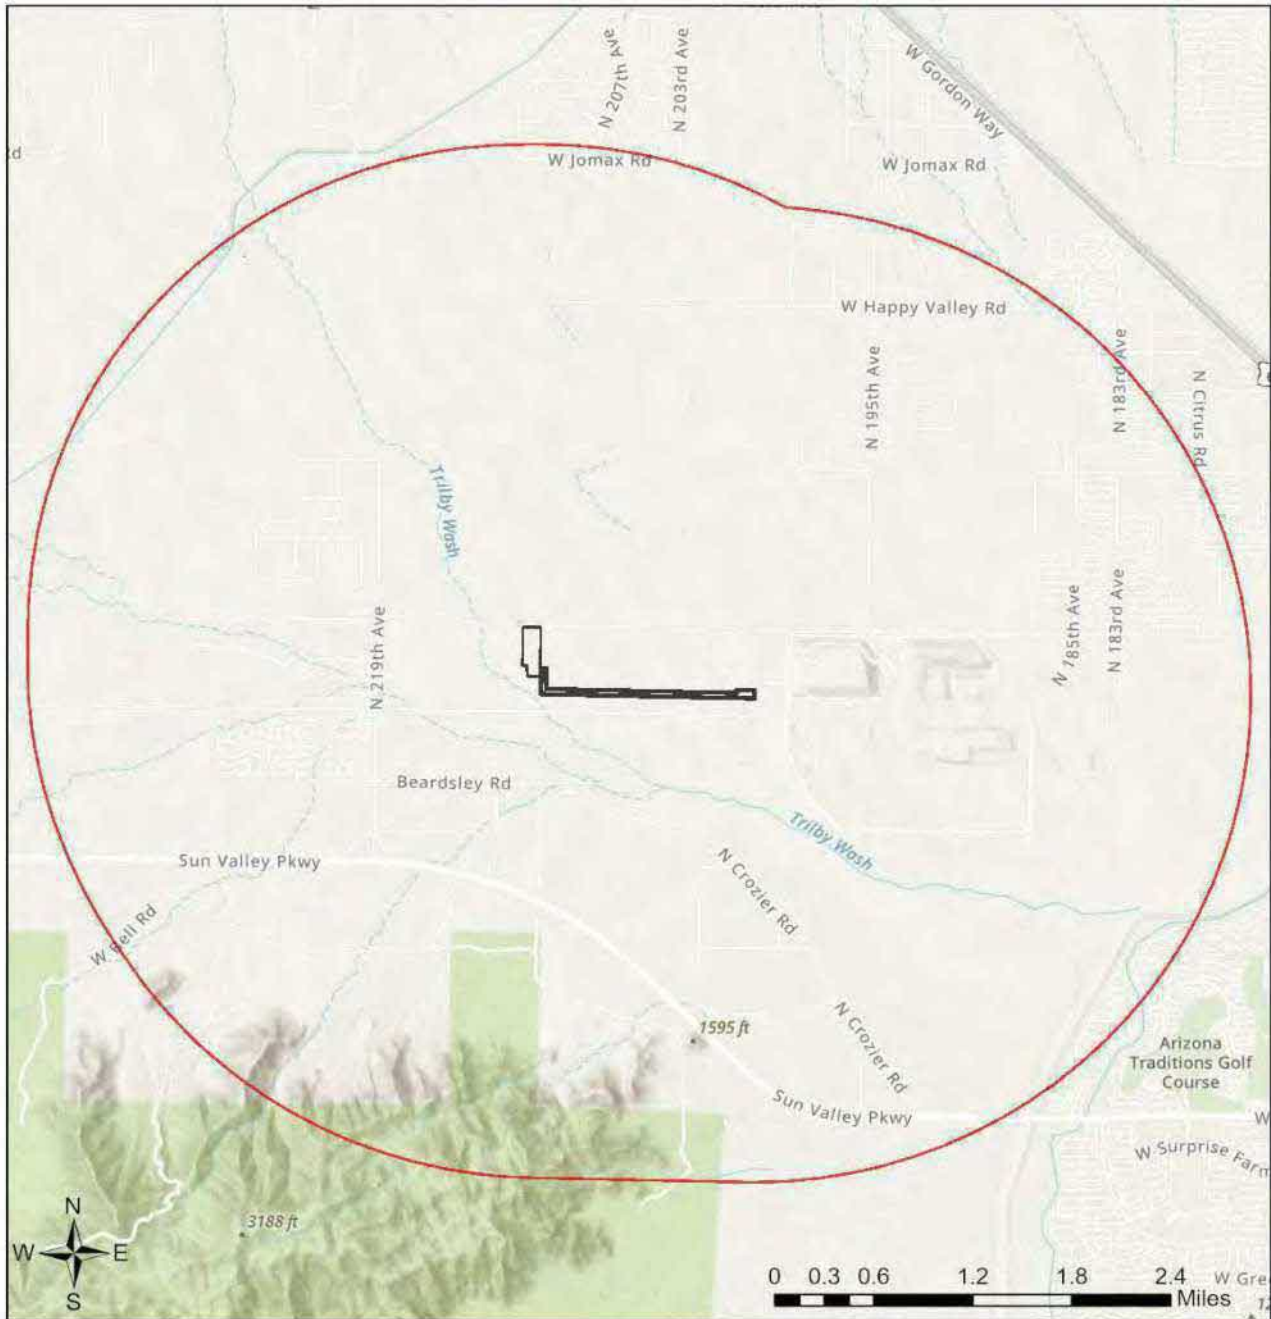 N 207th Ave
N 203rd Ave
W Gordon Way
W Jomax Rd
W Jomax Rd
W Happy Valley Rd
N 183rd Ave
N 195th Ave
N Citrus Rd
Trilby Wash
N 185th Ave
N 183rd Ave
N 219th Ave
Beardsley Rd
Trilby Wash
Sun Valley Pkwy
N Crozier Rd
W Bell Rd
1595 ft
N Crozier Rd
Arizona
Traditions Golf
Course
Sun Valley Pkwy
W
W Surprise Farm
3188 ft
N
W E
S
0 0.3 0.6 1.2 1.8 2.4
Miles
W Gre